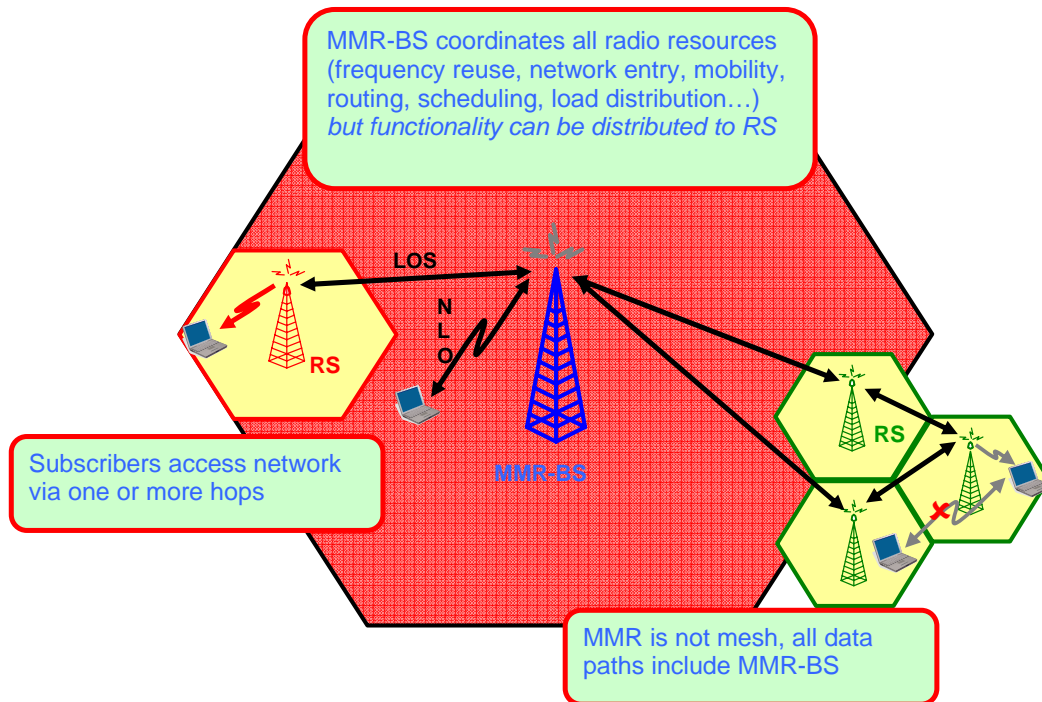 MMR-BS coordinates all radio resources
(frequency reuse, network entry, mobility,
routing, scheduling, load distribution…)
but functionality can be distributed to RS
LOS
NLO
RS
MMR-BS
RS
Subscribers access network
via one or more hops
MMR is not mesh, all data
paths include MMR-BS